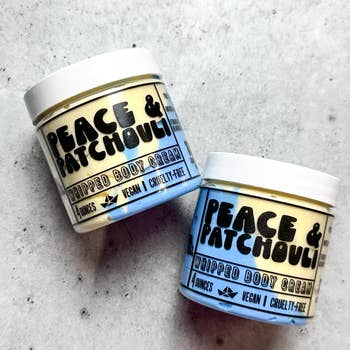 PEACE &
PATCHOULI
WHIPPED BODY CREAM
OUNCES
VEGAN | CRUELTY-FREE
PEACE &
PATCHOULI
WHIPPED BODY CREAM
4 OUNCES
VEGAN | CRUELTY-FREE